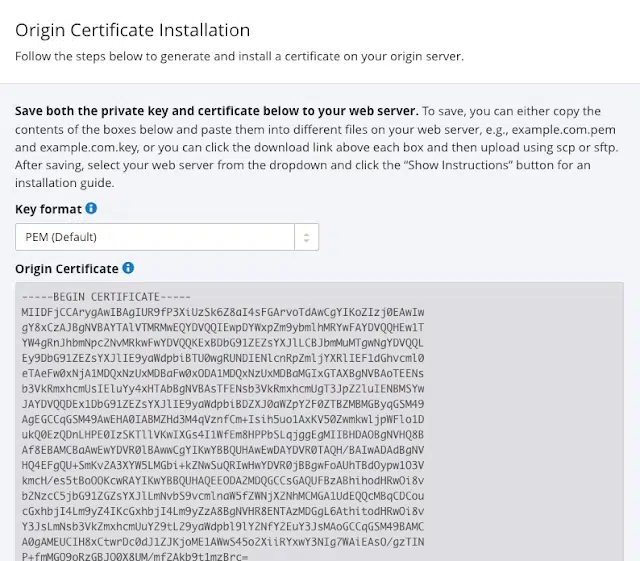 Origin Certificate Installation
Follow the steps below to generate and install a certificate on your origin server.
Save both the private key and certificate below to your web server. To save, you can either copy the
contents of the boxes below and paste them into different files on your web server, e.g., example.com.pem
and example.com.key, or you can click the download link above each box and then upload using scp or sftp.
After saving, select your web server from the dropdown and click the “Show Instructions” button for an
installation guide.
Key format
PEM (Default)
Origin Certificate
-----BEGIN CERTIFICATE-----
MIIDFjCCArygAwIBAgIUR9fP3XiUzSk6Z8aI4sFGArvoTdAwCgYIKoZIzj0EAwIw
gY8xCzAJBgNVBAYTAlVTMRMwEQYDVQQIEwpDYWxpZm9ybmlhMRYwFAYDVQQHEw1T
YW4gRnJhbmNpc2NvMRkwFwYDVQQKExBDbG91ZEZsYXJlLCBJbmMuMTgwNgYDVQQL
Ey9DbG91ZEZsYXJlIE9yaWdpbiBTU0wgRUNDIENlcnRpZmljYXRlIEF1dGhvcml0
eTAeFw0xNjA1MDQxNzUxMDBaFw0xODA1MDQxNzUxMDBaMGIxGTAXBgNVBAoTEENs
b3VkRmxhcmUsIEluYy4xHTAbBgNVBAsTFENsb3VkRmxhcmUgT3JpZ2luIENBMSYw
JAYDVQQDEx1DbG91ZEZsYXJlIE9yaWdpbiBDZXJ0aWZpY2F0ZTBZMBMGByqGSM49
AgEGCCqGSM49AwEHA0IABMZHd3M4qVznfCm+Isih5uo1AxKV50ZwmkwljpWFlo1D
ukQ0EzQDnLHPE0IzSKTllVKwIXGs4I1WfEm8HPPbSLqjggEgMIIBHDAOBgNVHQ8B
Af8EBAMCBaAwEwYDVR0lBAwwCgYIKwYBBQUHAwEwDAYDVR0TAQH/BAIwADAdBgNV
HQ4EFgQU+SmKvZA3XYW5LMGbi+kZNwSuQRIwHwYDVR0jBBgwFoAUhTBdOypw1O3V
kmcH/es5tBoOOKcwRAYIKwYBBQUHAQEEODA2MDQGCCsGAQUFBzABhihodHRwOi8v
b2NzcC5jbG91ZGZsYXJlLmNvbS9vcmlnaW5fZWNjX2NhMCMGA1UdEQQcMBqCDCou
cGxhbjI4Lm9yZ4IKcGxhbjI4Lm9yZzA8BgNVHR8ENTAzMDGgL6AthitodHRwOi8v
Y3JsLmNsb3VkZmxhcmUuY29tL29yaWdpbl9lY2NfY2EuY3JsMAoGCCqGSM49BAMC
A0gAMEUCIH8xCtwrDc0dJ1ZJKjoME1AWwS45o2XiiRYxwY3NIg7WAiEAsO/gzTIN
P+fmMGO9oRzGBJO0X8UM/mfZAkb9t1mzBrc=